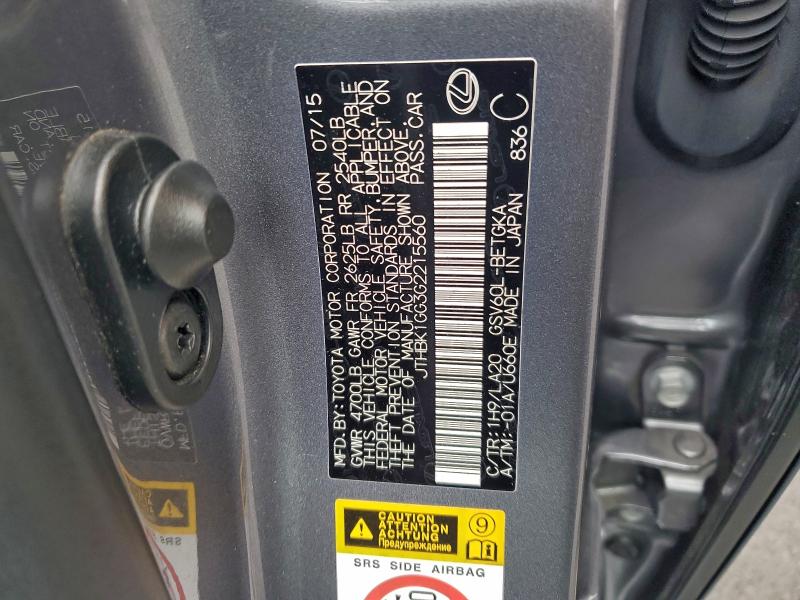 MFD. BY: TOYOTA MOTOR CORPORATION 07/15
GVWR 4700LB GAWR FR 2625LB RR 2540LB
THIS VEHICLE CONFORMS TO ALL APPLICABLE
FEDERAL MOTOR VEHICLE SAFETY, BUMPER, AND
THEFT PREVENTION STANDARDS IN EFFECT ON
THE DATE OF MANUFACTURE SHOWN ABOVE.
JTHBK1GG3G2215560 PASS. CAR
C/TR: 1H9/LA20 GSV60L-BETGKA
A/TM: -01A/U660E MADE IN JAPAN 836 C
CAUTION
ATTENTION
ACHTUNG
Предупреждение
9
SRS SIDE AIRBAG